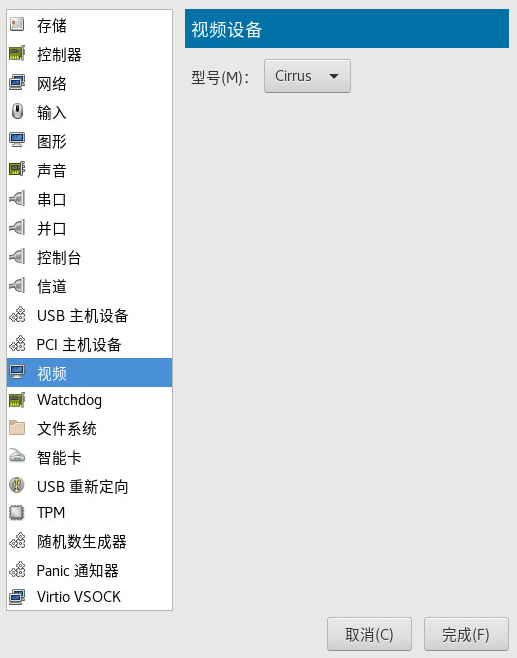 存储
控制器
网络
输入
图形
声音
串口
并口
控制台
信道
USB 主机设备
PCI 主机设备
视频
Watchdog
文件系统
智能卡
USB 重新定向
TPM
随机数生成器
Panic 通知器
Virtio VSOCK
视频设备
型号(M)： Cirrus
取消(C) 完成(F)